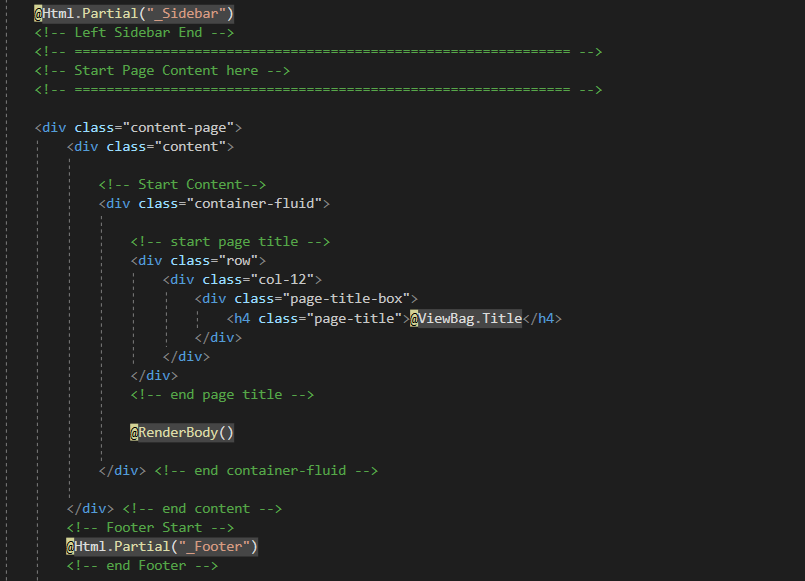 @Html.Partial("_Sidebar")
<!-- Left Sidebar End -->
<!-- ============================================================== -->
<!-- Start Page Content here -->
<!-- ============================================================== -->
<div class="content-page">
<div class="content">
<!-- Start Content-->
<div class="container-fluid">
<!-- start page title -->
<div class="row">
<div class="col-12">
<div class="page-title-box">
<h4 class="page-title">@ViewBag.Title</h4>
</div>
</div>
</div>
<!-- end page title -->
@RenderBody()
</div> <!-- end container-fluid -->
</div> <!-- end content -->
<!-- Footer Start -->
@Html.Partial("_Footer")
<!-- end Footer -->